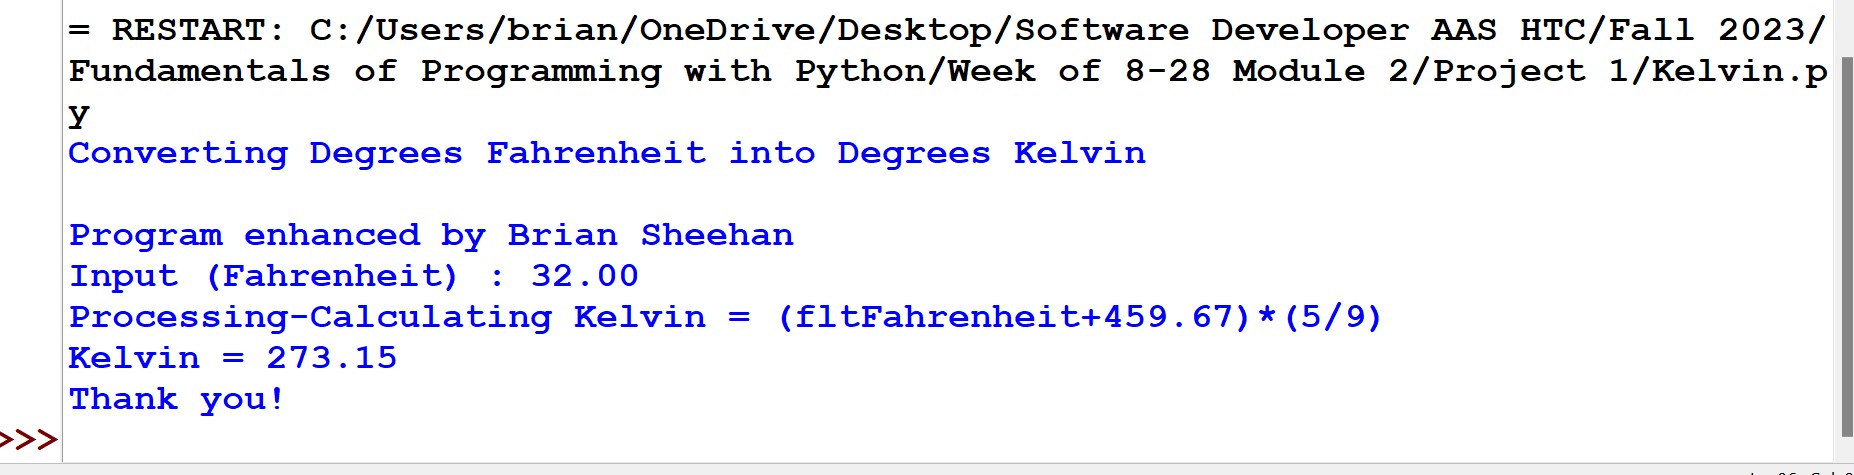 = RESTART: C:/Users/brian/OneDrive/Desktop/Software Developer AAS HTC/Fall 2023/
Fundamentals of Programming with Python/Week of 8-28 Module 2/Project 1/Kelvin.p
y
Converting Degrees Fahrenheit into Degrees Kelvin
Program enhanced by Brian Sheehan
Input (Fahrenheit) : 32.00
Processing-Calculating Kelvin = (fltFahrenheit+459.67)*(5/9)
Kelvin = 273.15
Thank you!
>>>